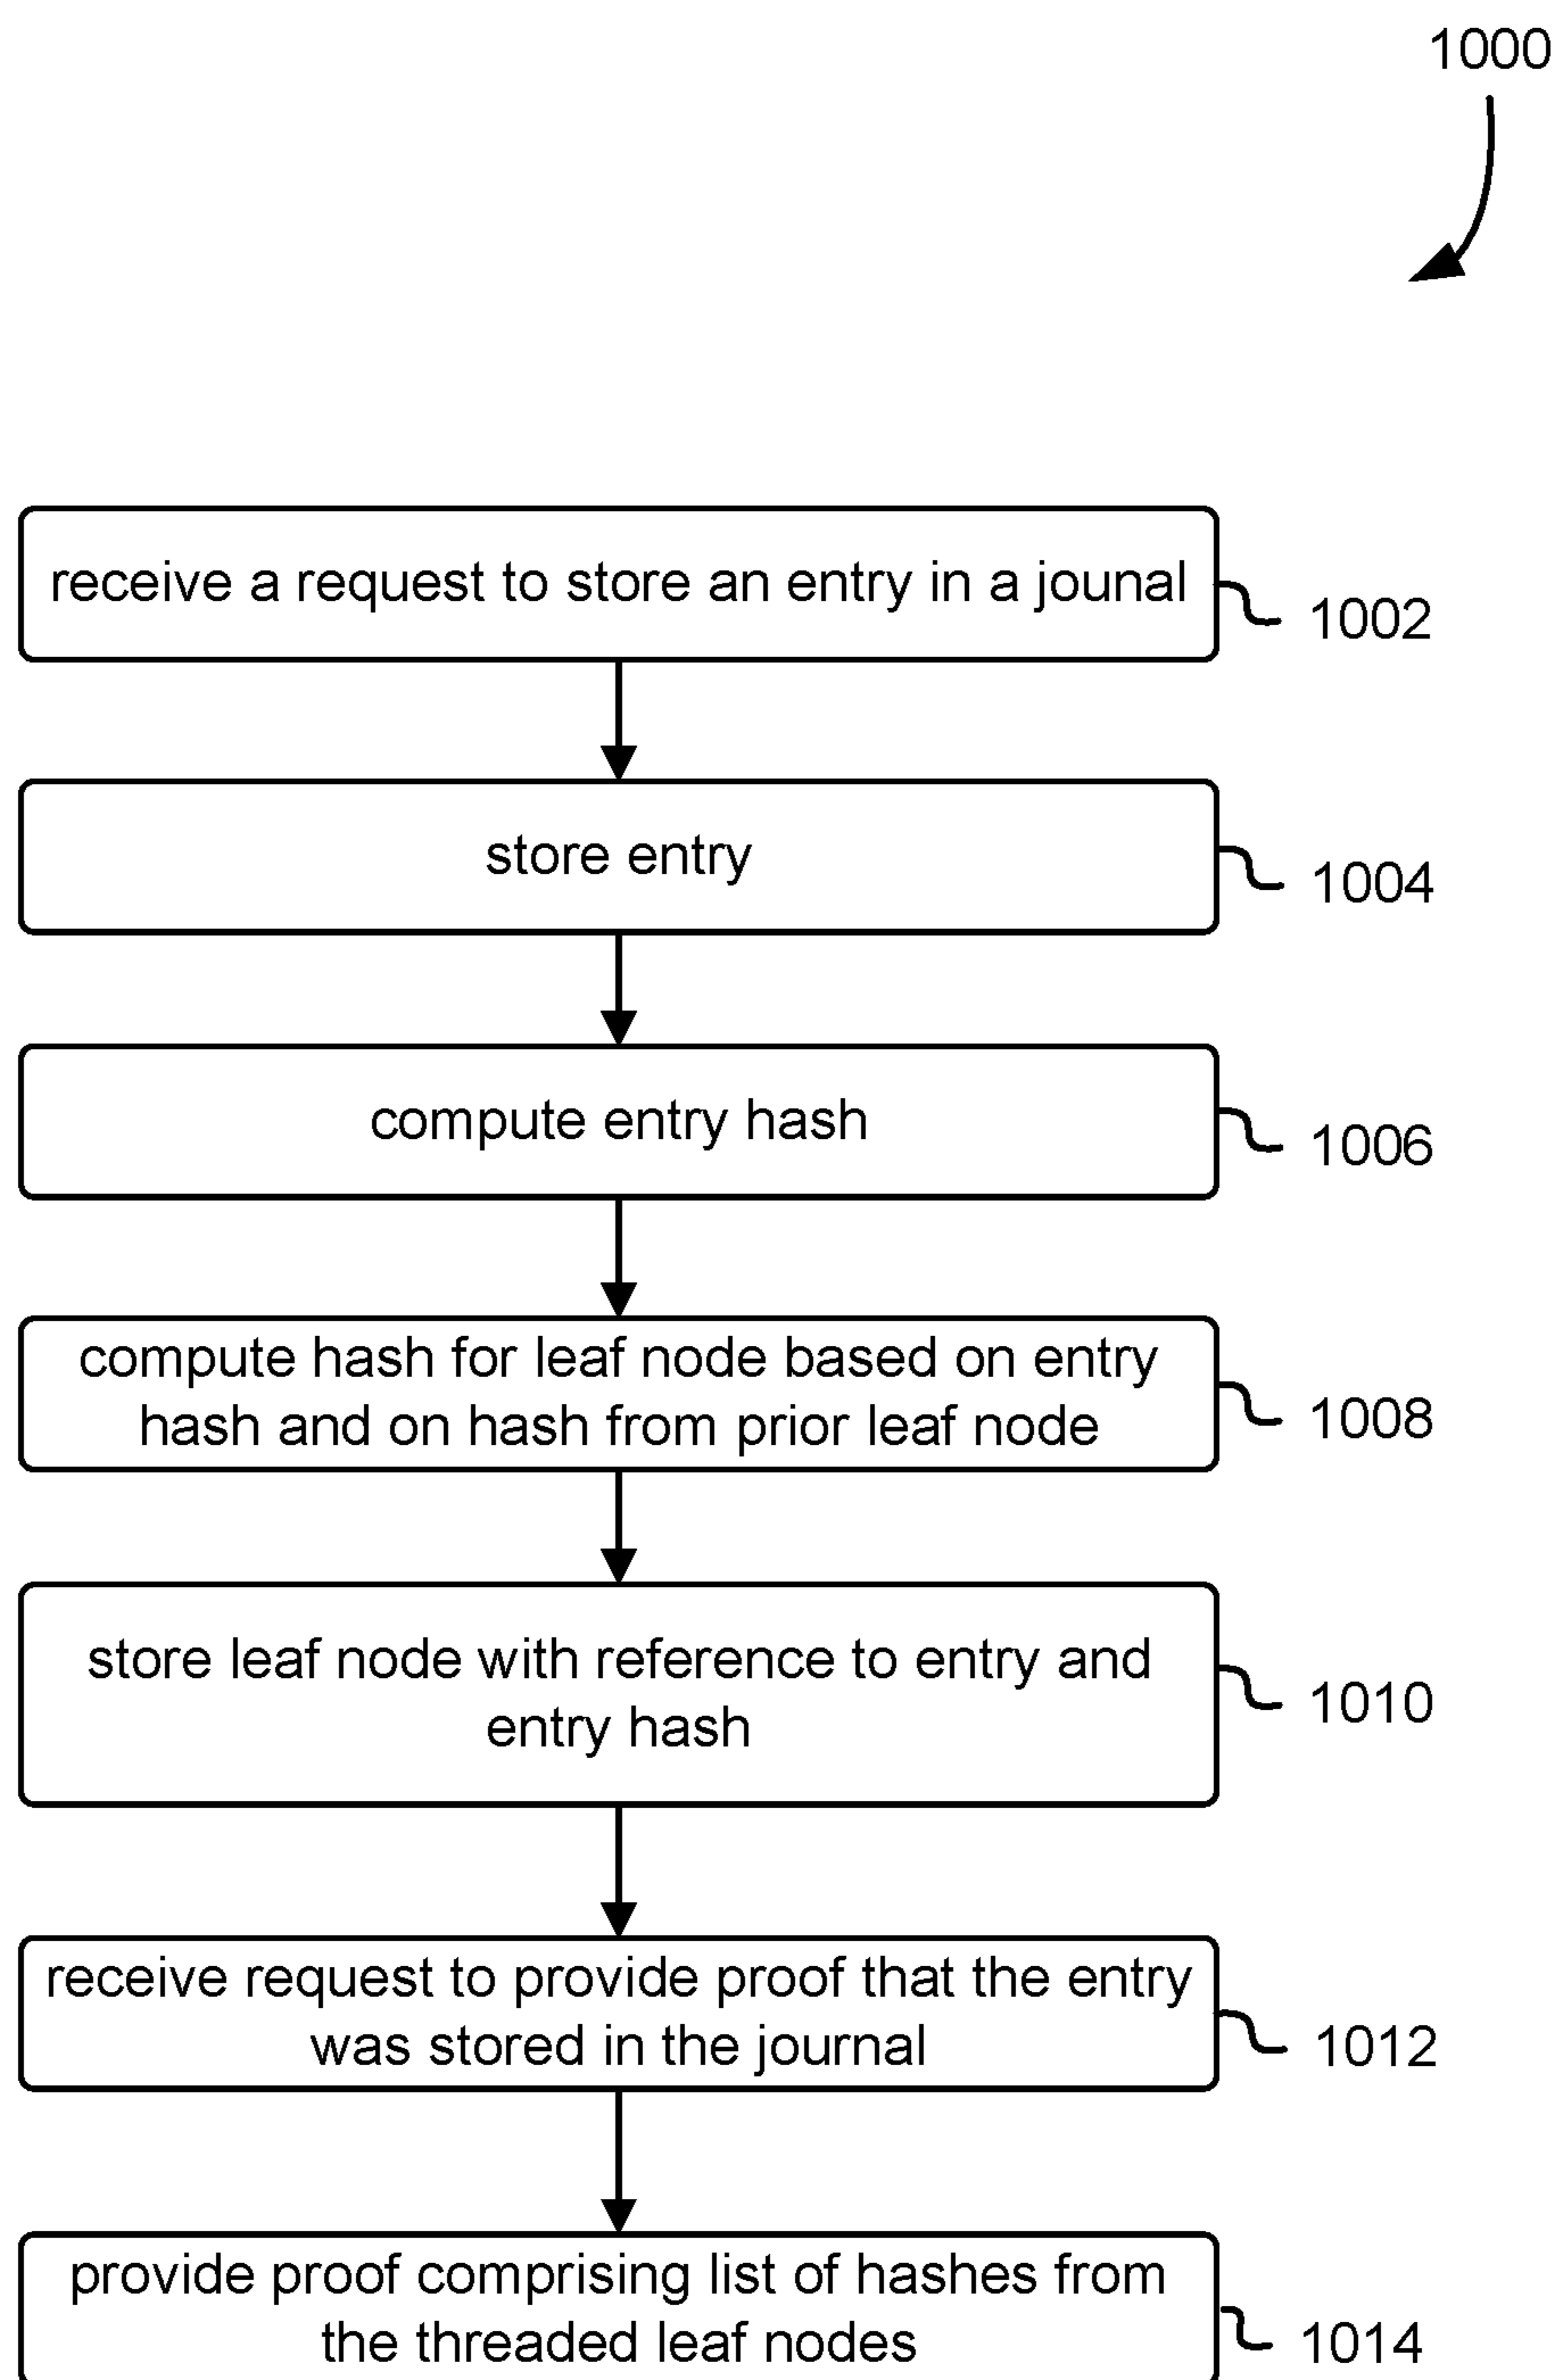 1000
receive a request to store an entry in a jounal
1002
store entry
1004
compute entry hash
1006
compute hash for leaf node based on entry
hash and on hash from prior leaf node
1008
store leaf node with reference to entry and
entry hash
1010
receive request to provide proof that the entry
was stored in the journal
1012
provide proof comprising list of hashes from
the threaded leaf nodes
1014